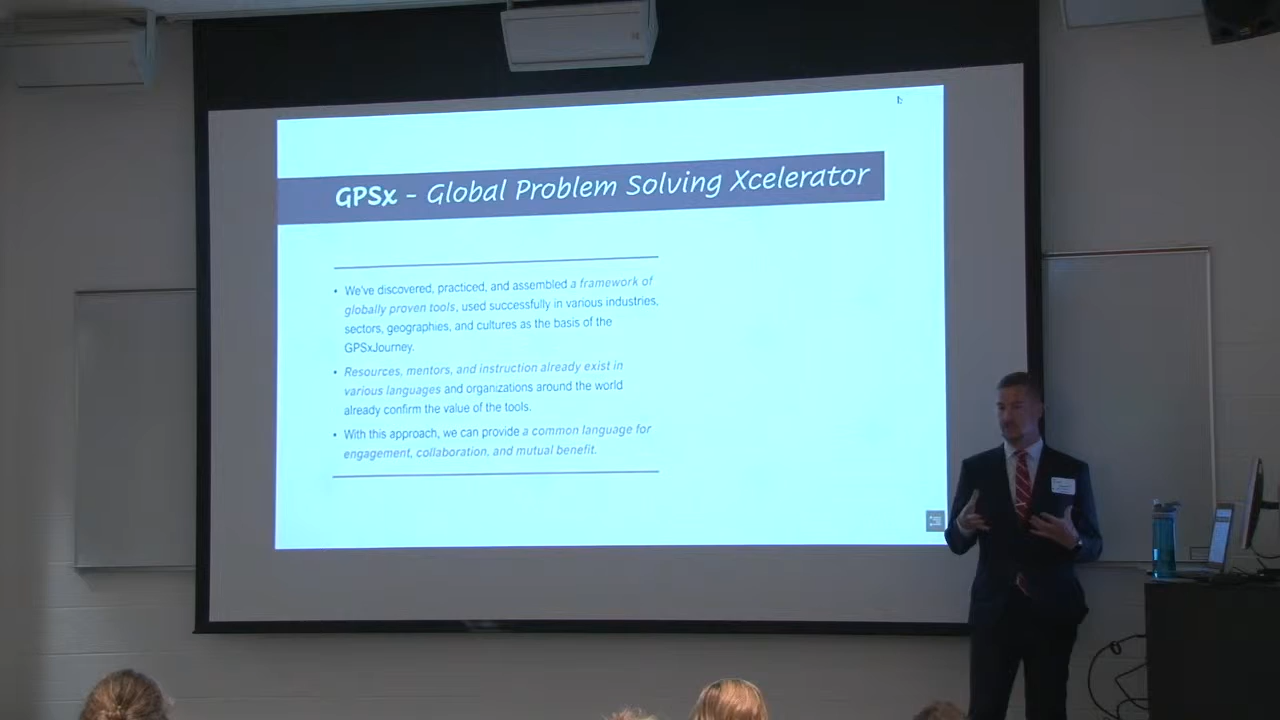 GPSx - Global Problem Solving Xcelerator
• We've discovered, practiced, and assembled a framework of
globally proven tools, used successfully in various industries,
sectors, geographies, and cultures as the basis of the
GPSxJourney.
• Resources, mentors, and instruction already exist in
various languages and organizations around the world
already confirm the value of the tools.
• With this approach, we can provide a common language for
engagement, collaboration, and mutual benefit.